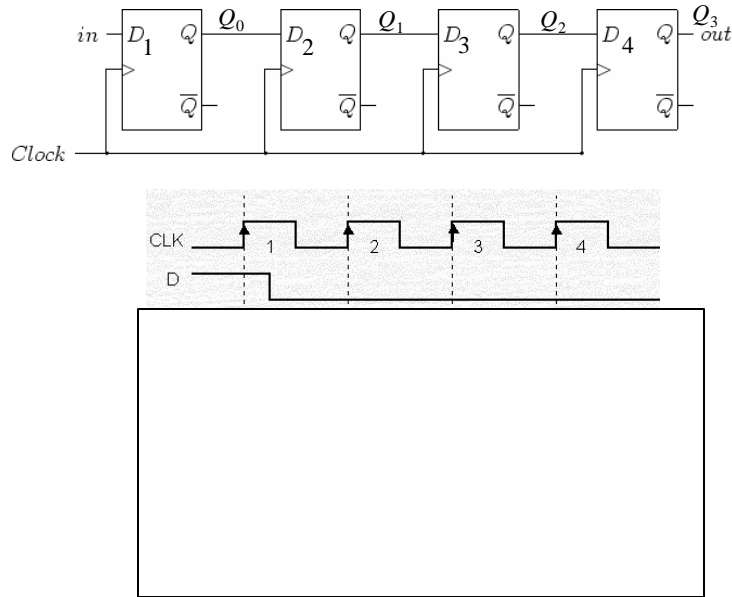 in D1 Q Q0 D2 Q Q1 D3 Q Q2 D4 Q Q3 out
Q̅ Q̅ Q̅ Q̅
Clock
CLK 1 2 3 4
D